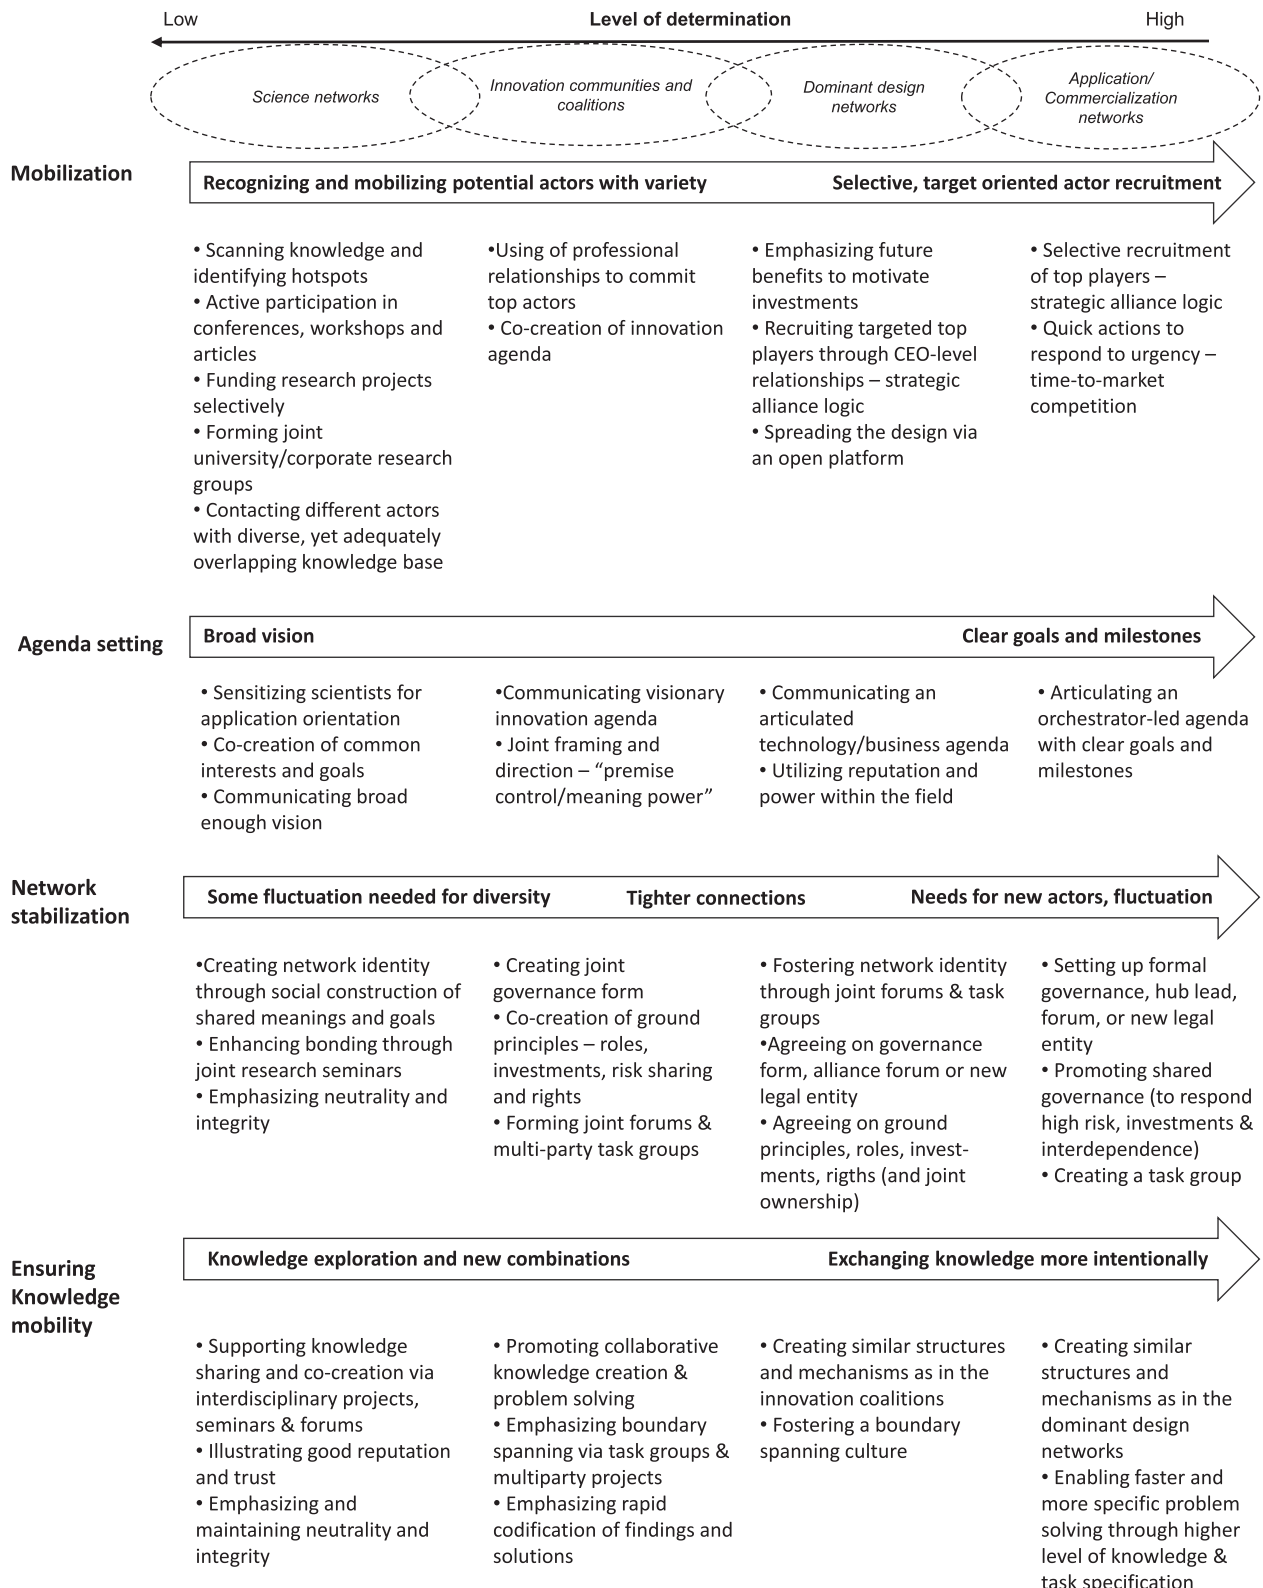 Low
Level of determination
High
Science networks
Innovation communities and
coalitions
Dominant design
networks
Application/
Commercialization
networks
Mobilization
Recognizing and mobilizing potential actors with variety
Selective, target oriented actor recruitment
• Scanning knowledge and
identifying hotspots
• Active participation in
conferences, workshops and
articles
• Funding research projects
selectively
• Forming joint
university/corporate research
groups
• Contacting different actors
with diverse, yet adequately
overlapping knowledge base
•Using of professional
relationships to commit
top actors
• Co-creation of innovation
agenda
• Emphasizing future
benefits to motivate
investments
• Recruiting targeted top
players through CEO-level
relationships – strategic
alliance logic
• Spreading the design via
an open platform
• Selective recruitment
of top players –
strategic alliance logic
• Quick actions to
respond to urgency –
time-to-market
competition
Agenda setting
Broad vision
Clear goals and milestones
• Sensitizing scientists for
application orientation
• Co-creation of common
interests and goals
• Communicating broad
enough vision
•Communicating visionary
innovation agenda
• Joint framing and
direction – “premise
control/meaning power”
• Communicating an
articulated
technology/business agenda
• Utilizing reputation and
power within the field
• Articulating an
orchestrator-led agenda
with clear goals and
milestones
Network
stabilization
Some fluctuation needed for diversity
Tighter connections
Needs for new actors, fluctuation
•Creating network identity
through social construction of
shared meanings and goals
• Enhancing bonding through
joint research seminars
• Emphasizing neutrality and
integrity
• Creating joint
governance form
• Co-creation of ground
principles – roles,
investments, risk sharing
and rights
• Forming joint forums &
multi-party task groups
• Fostering network identity
through joint forums & task
groups
•Agreeing on governance
form, alliance forum or new
legal entity
• Agreeing on ground
principles, roles, invest-
ments, rigths (and joint
ownership)
• Setting up formal
governance, hub lead,
forum, or new legal
entity
• Promoting shared
governance (to respond
high risk, investments &
interdependence)
• Creating a task group
Ensuring
Knowledge
mobility
Knowledge exploration and new combinations
Exchanging knowledge more intentionally
• Supporting knowledge
sharing and co-creation via
interdisciplinary projects,
seminars & forums
• Illustrating good reputation
and trust
• Emphasizing and
maintaining neutrality and
integrity
• Promoting collaborative
knowledge creation &
problem solving
• Emphasizing boundary
spanning via task groups &
multiparty projects
• Emphasizing rapid
codification of findings and
solutions
• Creating similar structures
and mechanisms as in the
innovation coalitions
• Fostering a boundary
spanning culture
• Creating similar
structures and
mechanisms as in the
dominant design
networks
• Enabling faster and
more specific problem
solving through higher
level of knowledge &
task specification